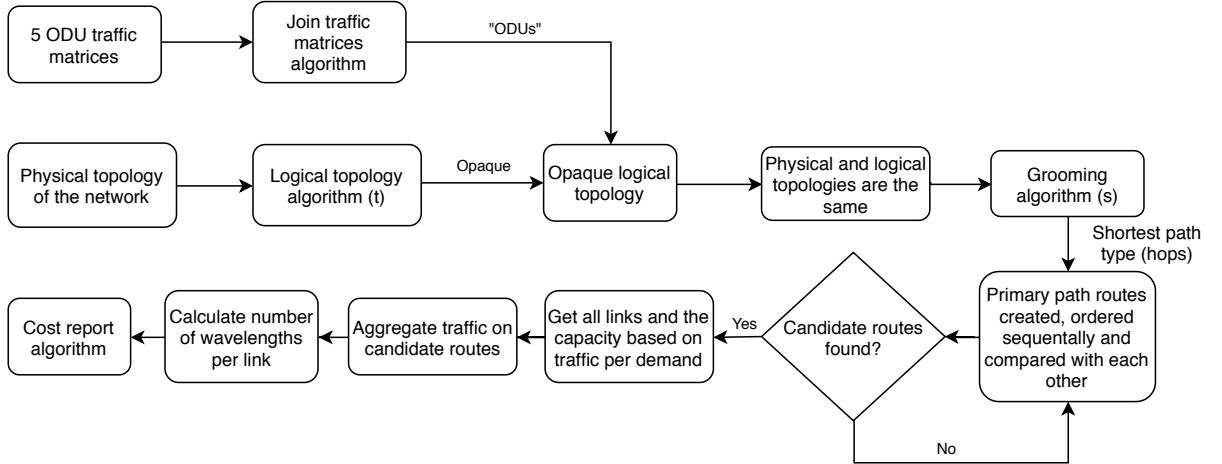 5 ODU traffic
matrices
Join traffic
matrices
algorithm
"ODUs"
Physical topology
of the network
Logical topology
algorithm (t)
Opaque
Opaque logical
topology
Physical and logical
topologies are the
same
Grooming
algorithm (s)
Shortest path
type (hops)
Primary path routes
created, ordered
sequentally and
compared with each
other
Candidate routes
found?
Yes
No
Get all links and the
capacity based on
traffic per demand
Aggregate traffic on
candidate routes
Calculate number
of wavelengths
per link
Cost report
algorithm